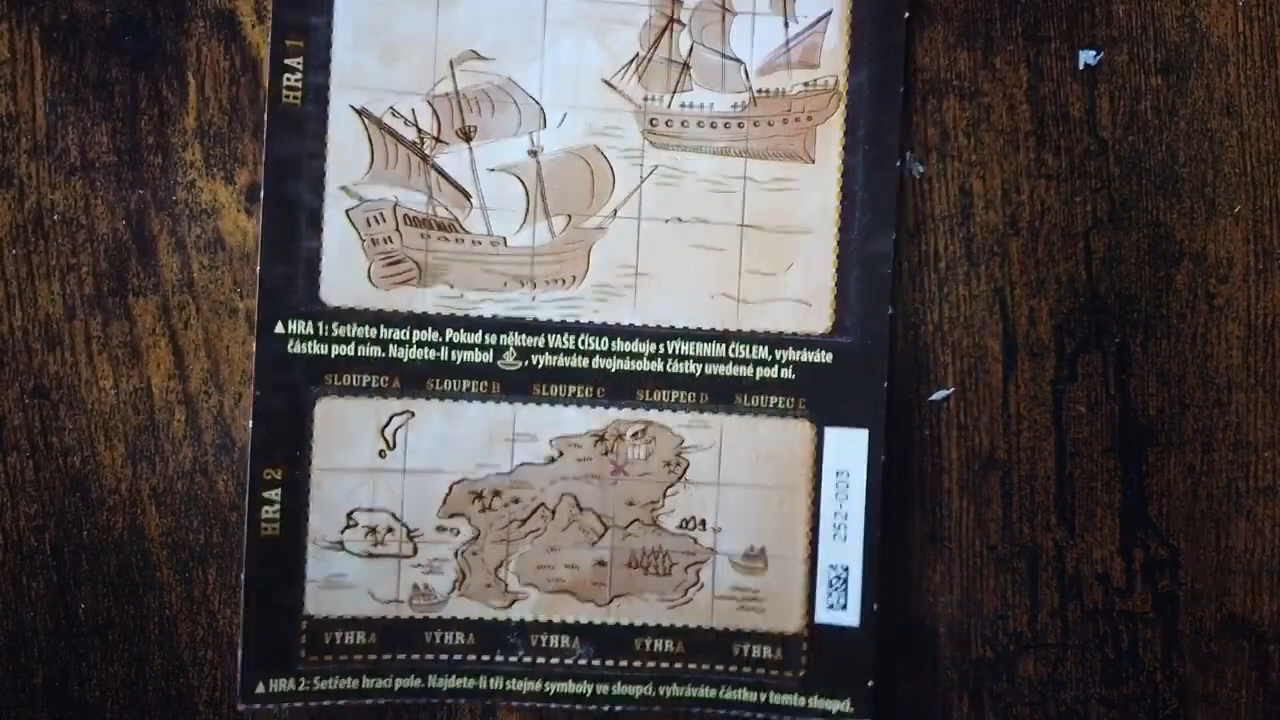 HRA 1
▲ HRA 1: Setřete hrací pole. Pokud se některé VAŠE ČÍSLO shoduje s VÝHERNÍM ČÍSLEM, vyhráváte
částku pod ním. Najdete-li symbol , vyhráváte dvojnásobek částky uvedené pod ní.
SLOUPEC A SLOUPEC B SLOUPEC C SLOUPEC D SLOUPEC E
HRA 2
252-003
VÝHRA VÝHRA VÝHRA VÝHRA VÝHRA
▲ HRA 2: Setřete hrací pole. Najdete-li tři stejné symboly ve sloupci, vyhráváte částku v tomto sloupci.